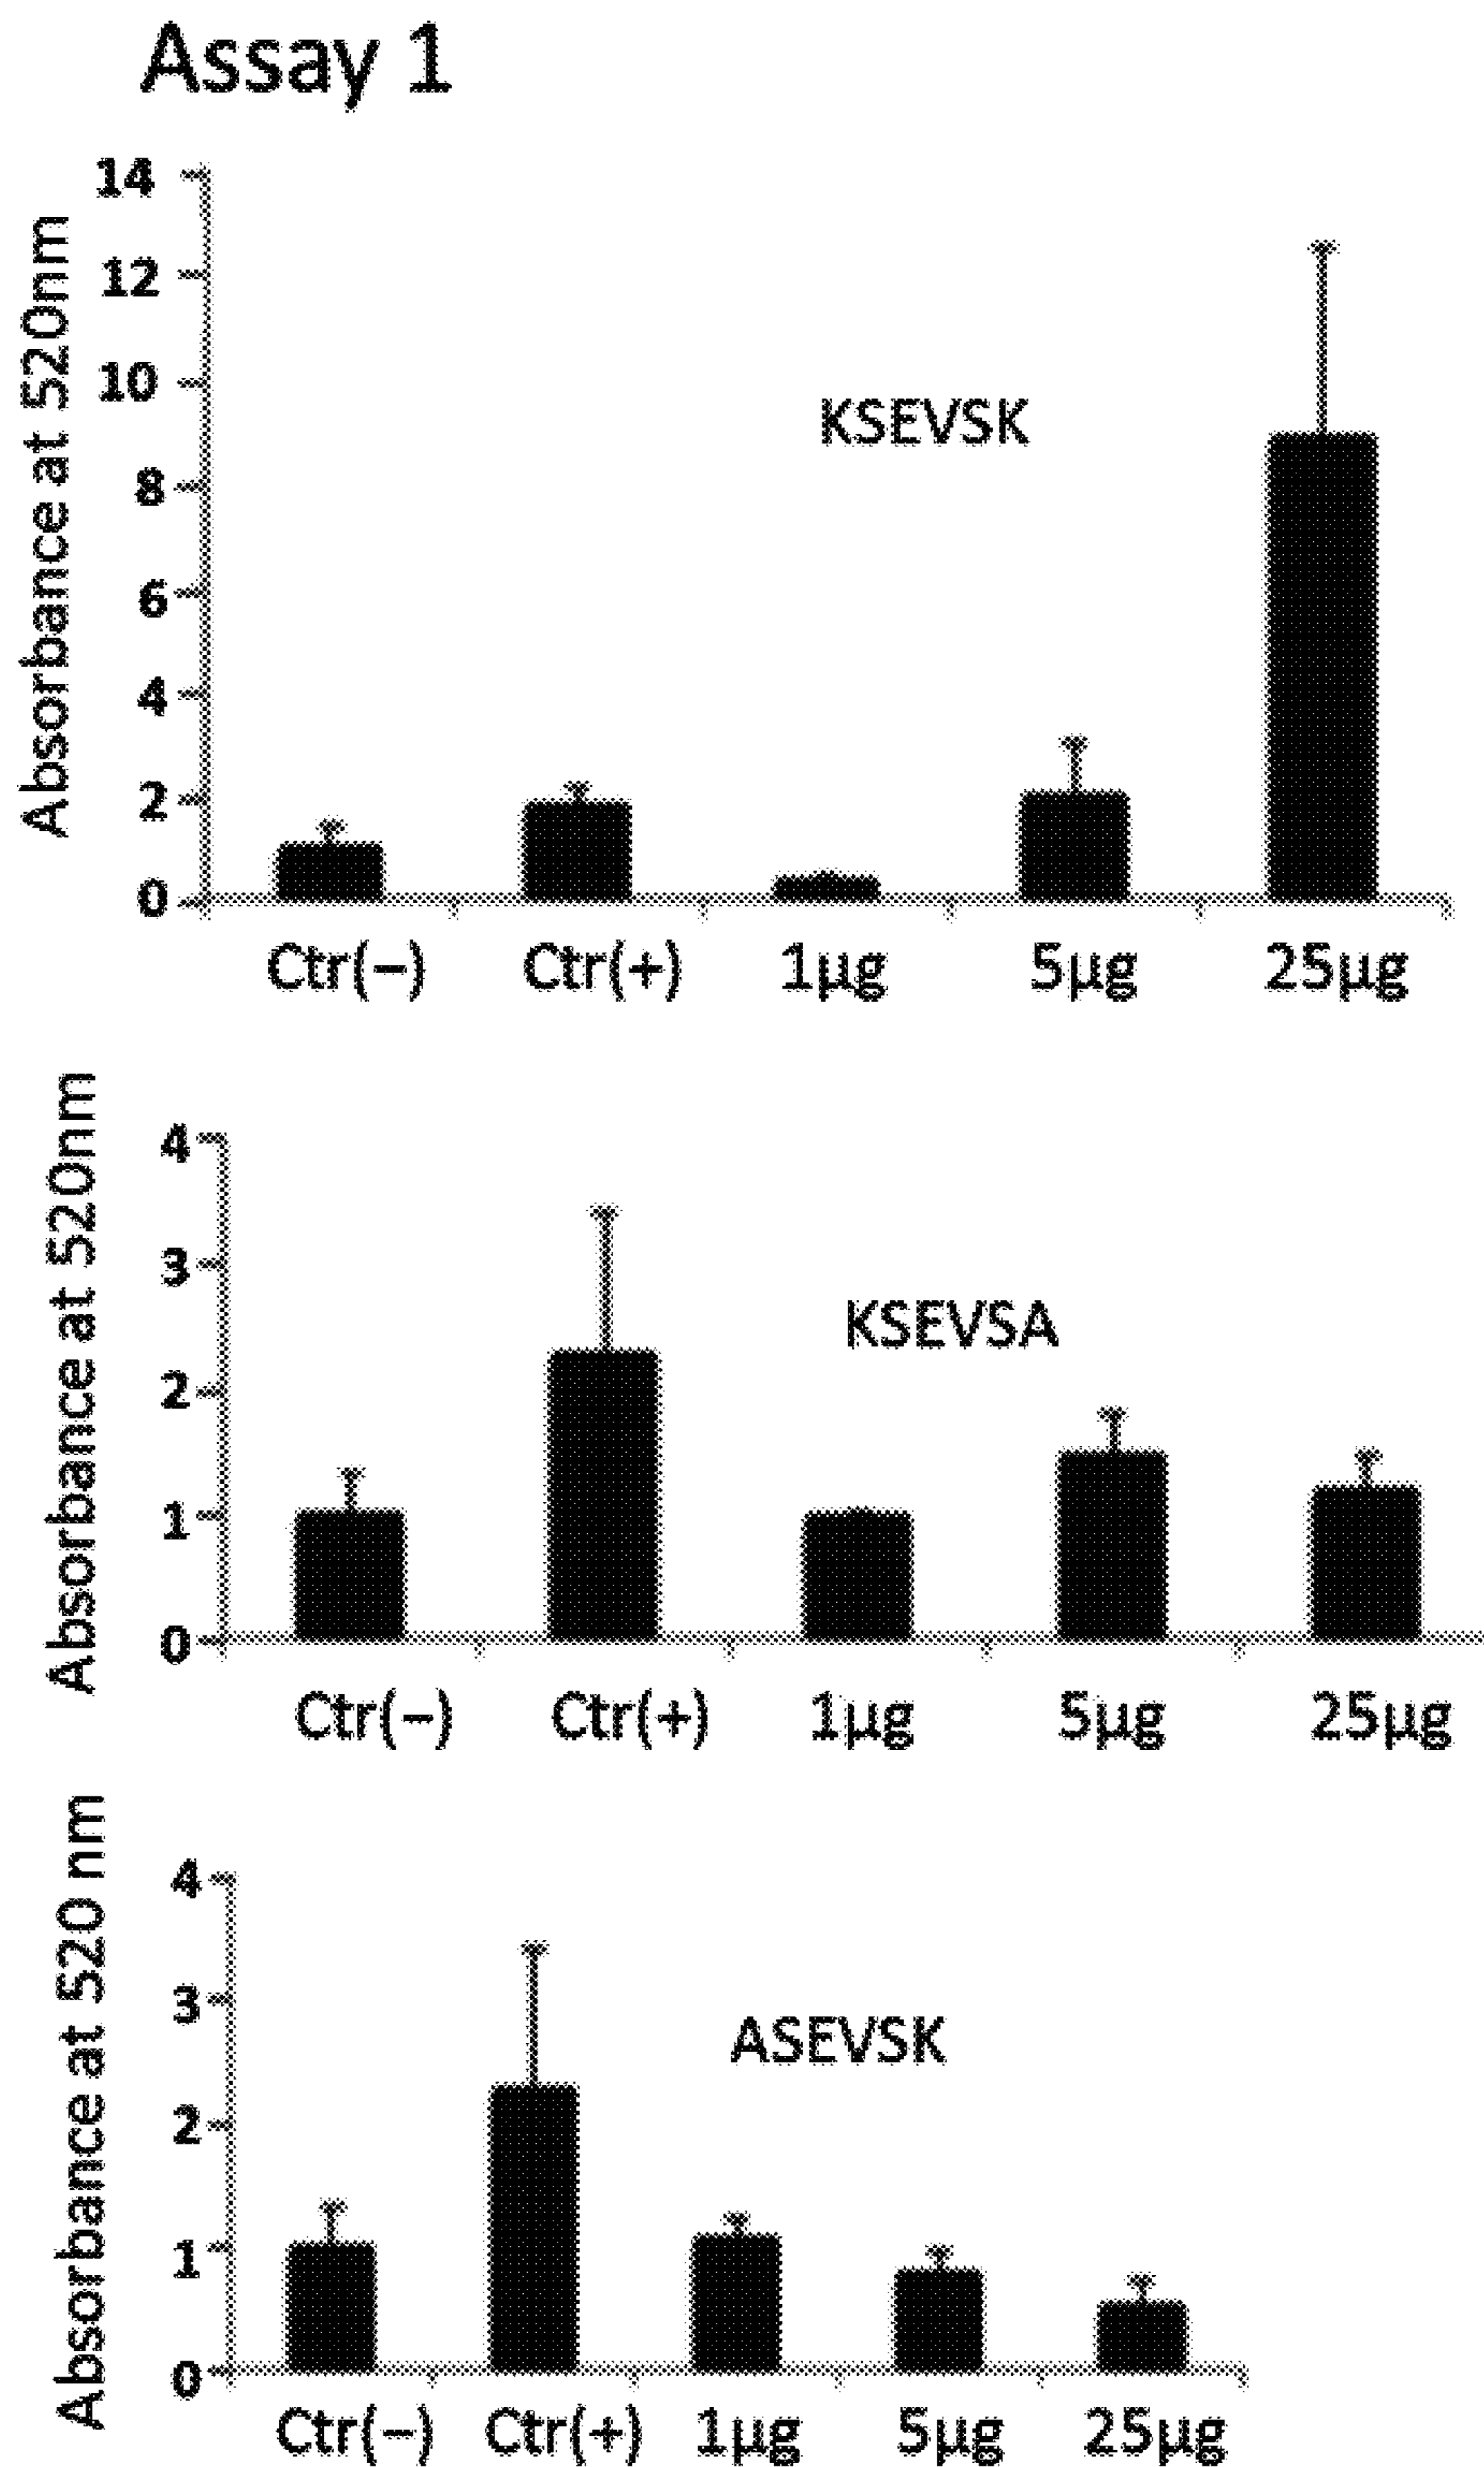 Assay 1
Absorbance at 520nm
14
12
10
8
6
4
2
0
KSEVSK
Ctr(−) Ctr(+) 1µg 5µg 25µg
Absorbance at 520nm
4
3
2
1
0
KSEVSA
Ctr(−) Ctr(+) 1µg 5µg 25µg
Absorbance at 520 nm
4
3
2
1
0
ASEVSK
Ctr(−) Ctr(+) 1µg 5µg 25µg